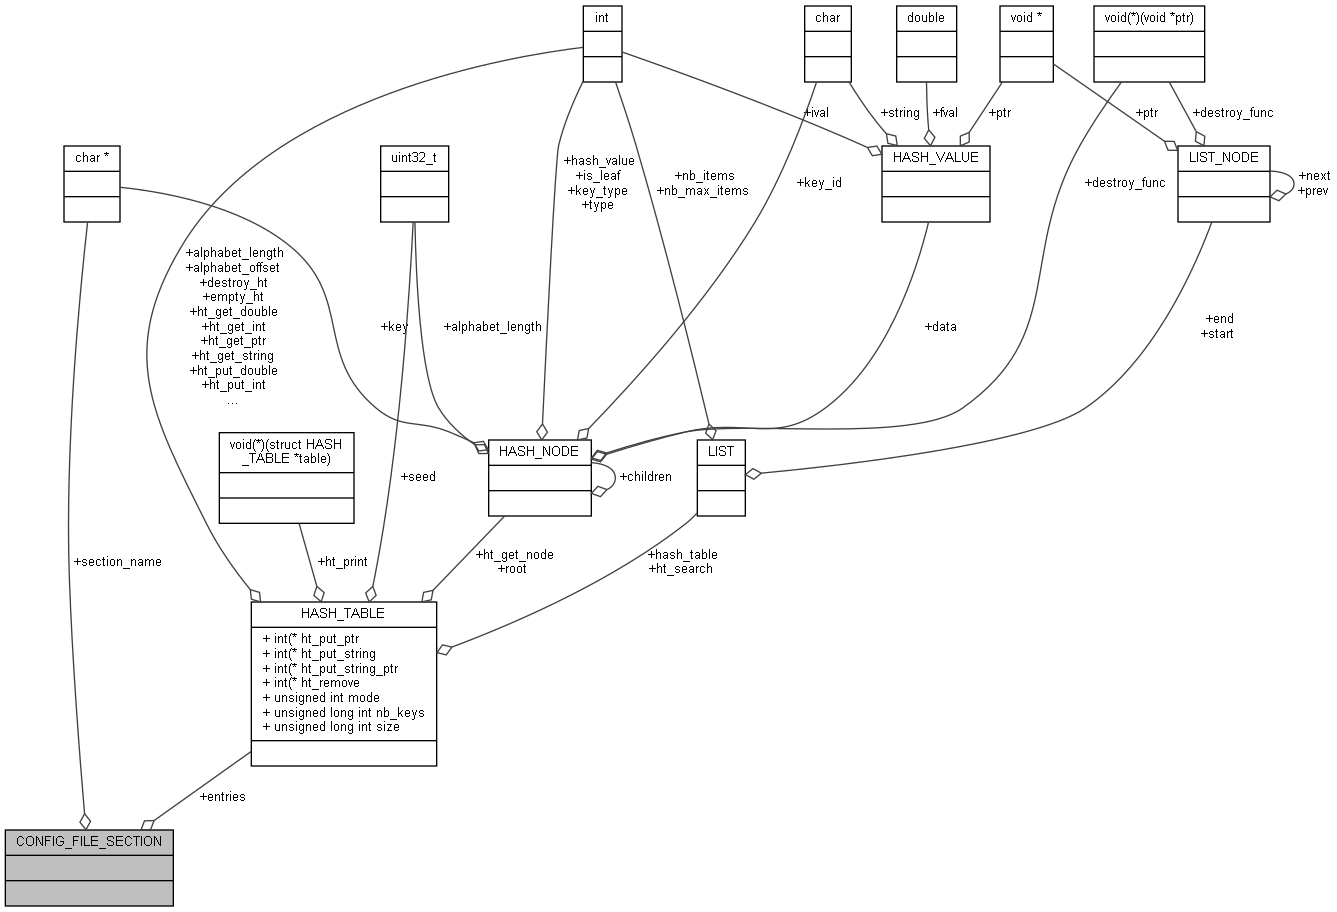 int
char
double
void *
void(*)(void *ptr)
+ival
+string
+fval
+ptr
+ptr
+destroy_func
char *
uint32_t
+hash_value
+is_leaf
+key_type
+type
+nb_items
+nb_max_items
+key_id
HASH_VALUE
+destroy_func
LIST_NODE
+next
+prev
+alphabet_length
+alphabet_offset
+destroy_ht
+empty_ht
+ht_get_double
+ht_get_int
+ht_get_ptr
+ht_get_string
+ht_put_double
+ht_put_int
...
+key
+alphabet_length
+data
+end
+start
void(*)(struct HASH
_TABLE *table)
+seed
HASH_NODE
+children
LIST
+section_name
+ht_print
+ht_get_node
+root
+hash_table
+ht_search
HASH_TABLE
+ int(* ht_put_ptr
+ int(* ht_put_string
+ int(* ht_put_string_ptr
+ int(* ht_remove
+ unsigned int mode
+ unsigned long int nb_keys
+ unsigned long int size
+entries
CONFIG_FILE_SECTION